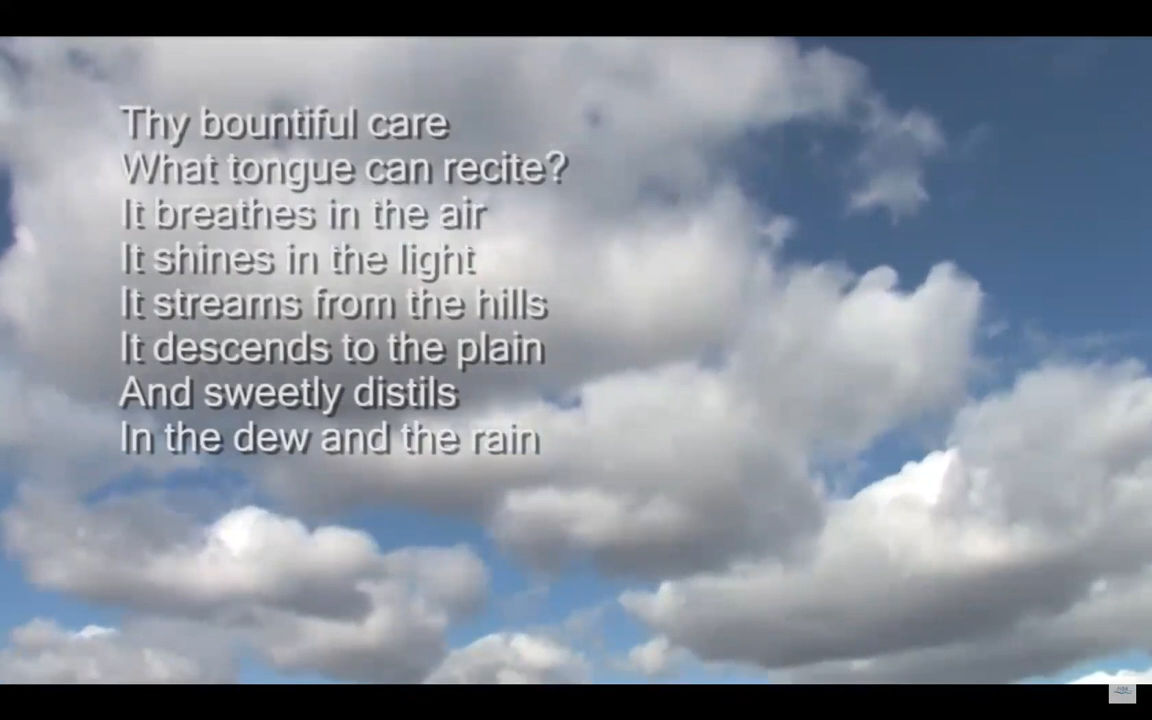 Thy bountiful care
What tongue can recite?
It breathes in the air
It shines in the light
It streams from the hills
It descends to the plain
And sweetly distils
In the dew and the rain